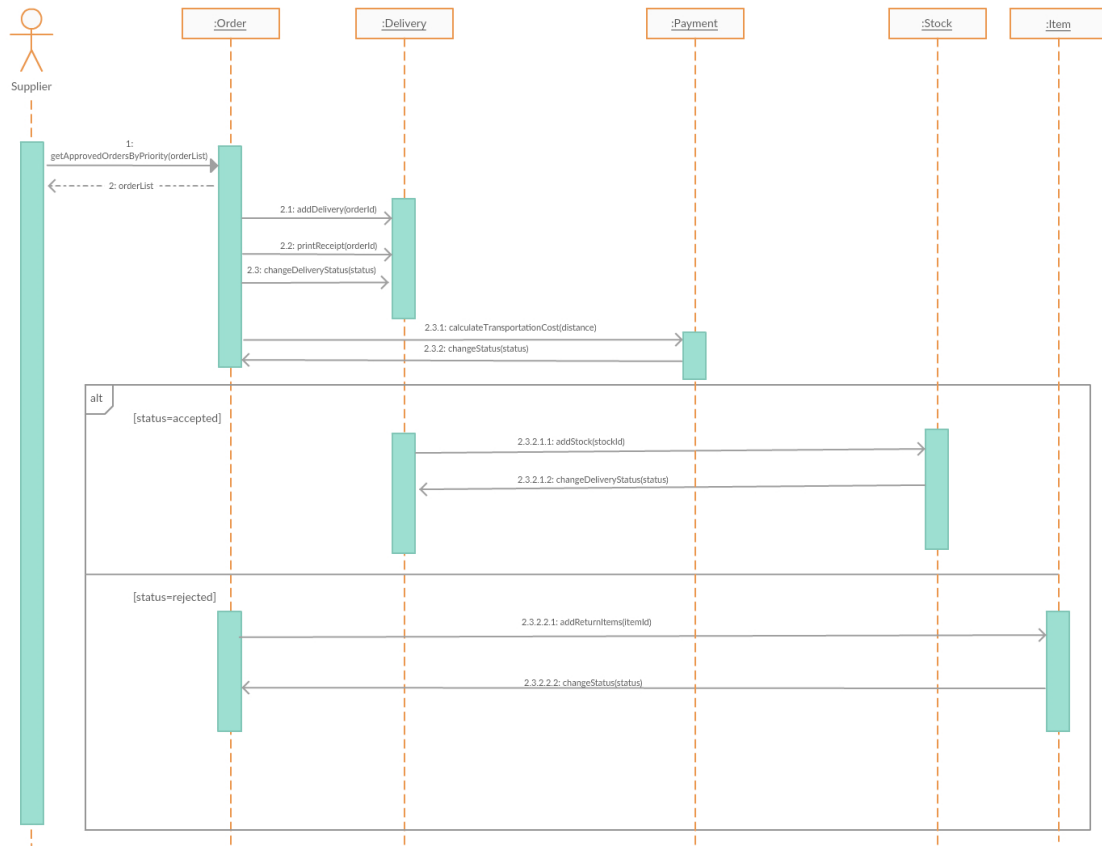 :Order
:Delivery
:Payment
:Stock
:Item
Supplier
1:
getApprovedOrdersByPriority(orderList)
2: orderList
2.1: addDelivery(orderId)
2.2: printReceipt(orderId)
2.3: changeDeliveryStatus(status)
2.3.1: calculateTransportationCost(distance)
2.3.2: changeStatus(status)
alt
[status=accepted]
2.3.2.1.1: addStock(stockId)
2.3.2.1.2: changeDeliveryStatus(status)
[status=rejected]
2.3.2.2.1: addReturnItems(itemId)
2.3.2.2.2: changeStatus(status)